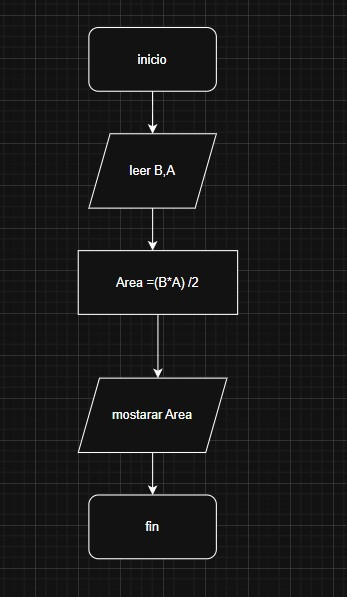 inicio
leer B,A
Area =(B*A) /2
mostarar Area
fin